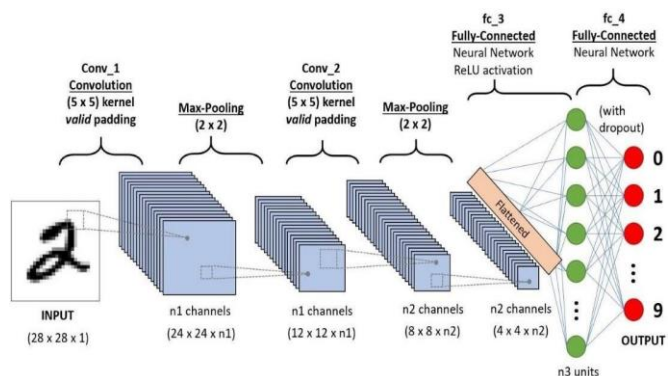 fc_3
Fully-Connected
Neural Network
ReLU activation
fc_4
Fully-Connected
Neural Network
Conv_1
Convolution
(5 x 5) kernel
valid padding
Max-Pooling
(2 x 2)
Conv_2
Convolution
(5 x 5) kernel
valid padding
Max-Pooling
(2 x 2)
(with
dropout)
Flattened
2
0
1
2
9
INPUT
(28 x 28 x 1)
n1 channels
(24 x 24 x n1)
n1 channels
(12 x 12 x n1)
n2 channels
(8 x 8 x n2)
n2 channels
(4 x 4 x n2)
n3 units
OUTPUT